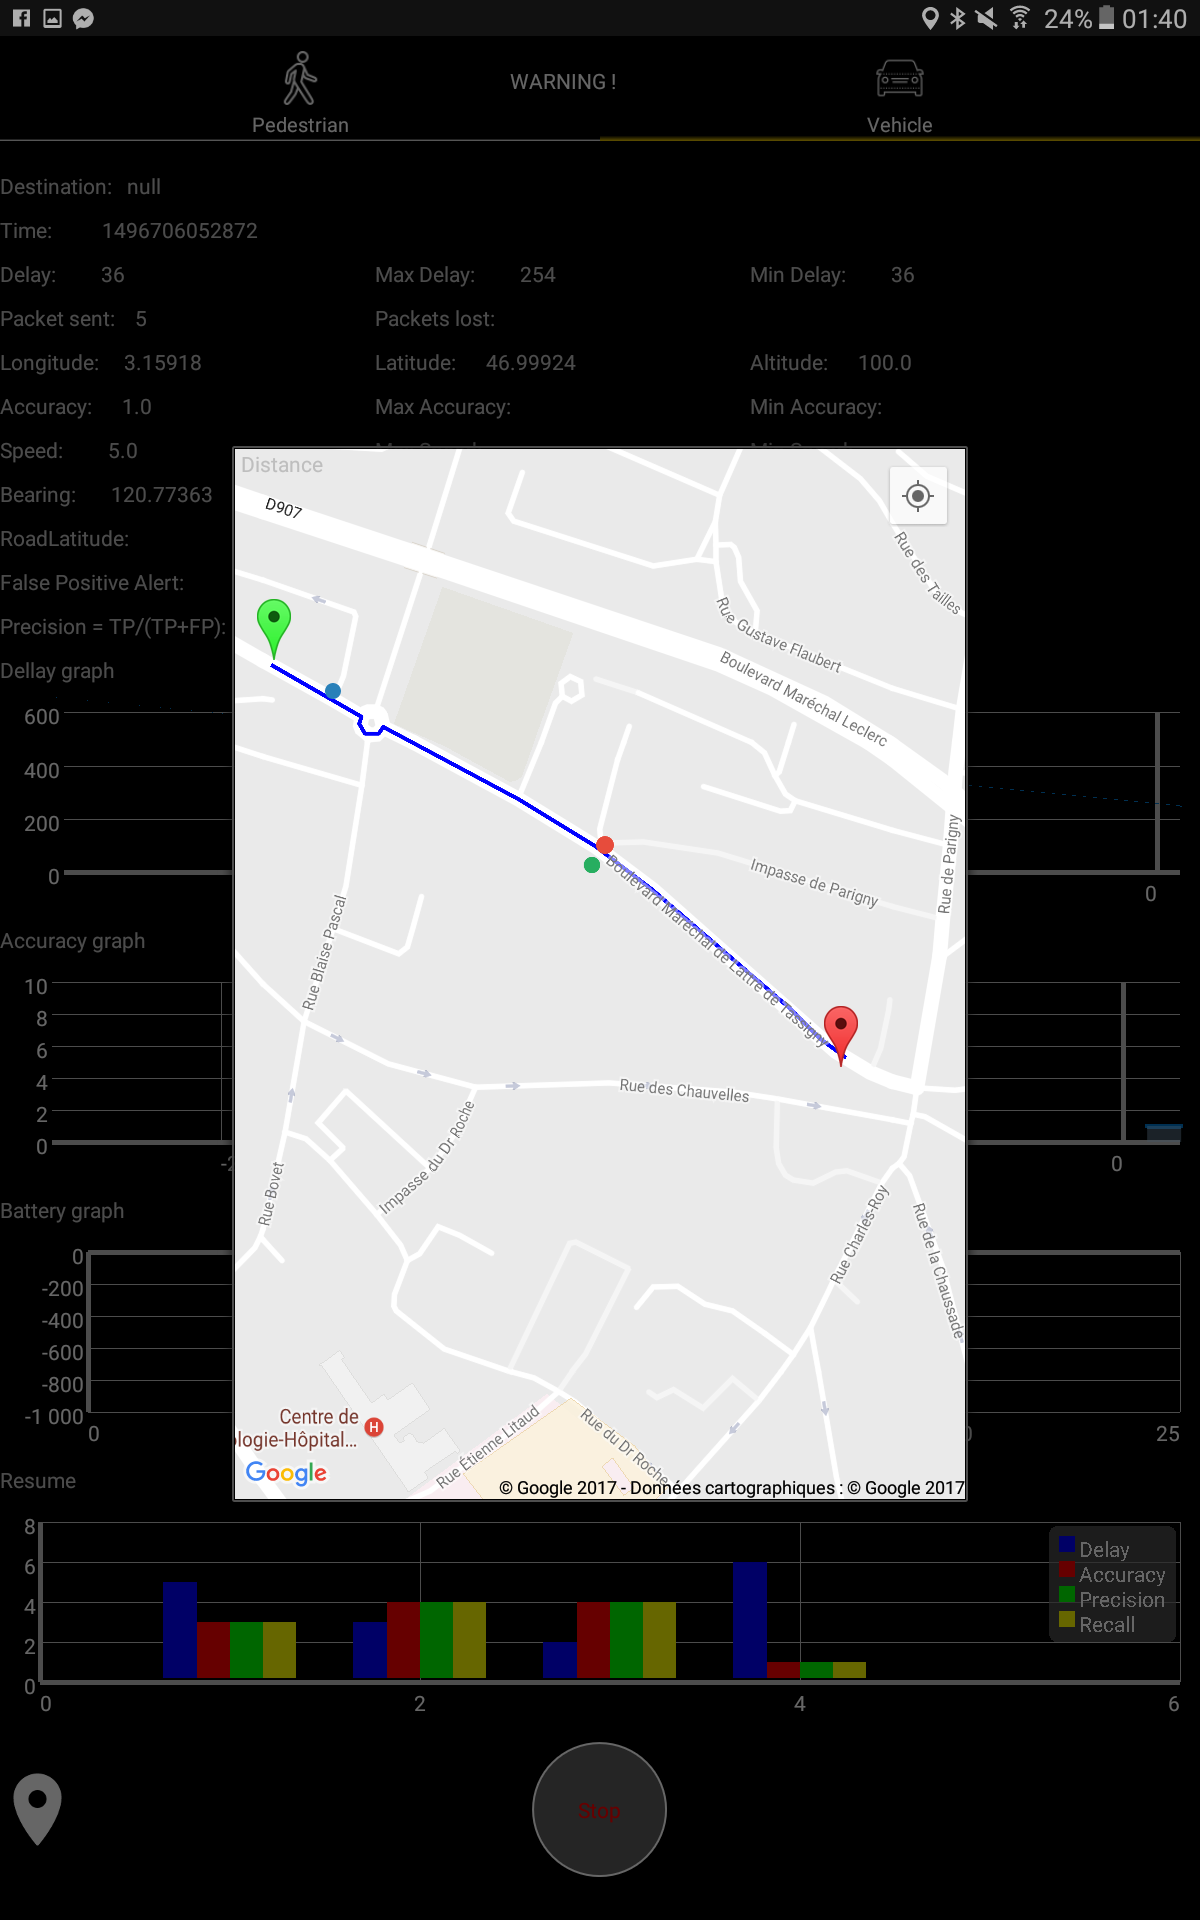 24% 01:40
WARNING !
Pedestrian Vehicle
Destination: null
Time: 1496706052872
Delay: 36 Max Delay: 254 Min Delay: 36
Packet sent: 5 Packets lost:
Longitude: 3.15918 Latitude: 46.99924 Altitude: 100.0
Accuracy: 1.0 Max Accuracy: Min Accuracy:
Speed: 5.0
Bearing: 120.77363
RoadLatitude:
False Positive Alert:
Precision = TP/(TP+FP):
Dellay graph
600
400
200
0
0
Accuracy graph
10
8
6
4
2
0
0
Battery graph
0
-200
-400
-600
-800
-1 000
0
25
Distance
D907
Rue des Tailles
Rue Gustave Flaubert
Boulevard Maréchal Leclerc
Rue de Parigny
Impasse de Parigny
Boulevard Maréchal de Lattre de Tassigny
Rue Blaise Pascal
Rue des Chauvelles
Impasse du Dr Roche
Rue Bovet
Rue Charles-Roy
Rue de la Chaussade
Centre de
logie-Hôpital...
H
Rue Étienne Litaud
Rue du Dr Roche
Google
© Google 2017 - Données cartographiques : © Google 2017
Resume
8
6
4
2
0
0 2 4 6
Delay
Accuracy
Precision
Recall
Stop